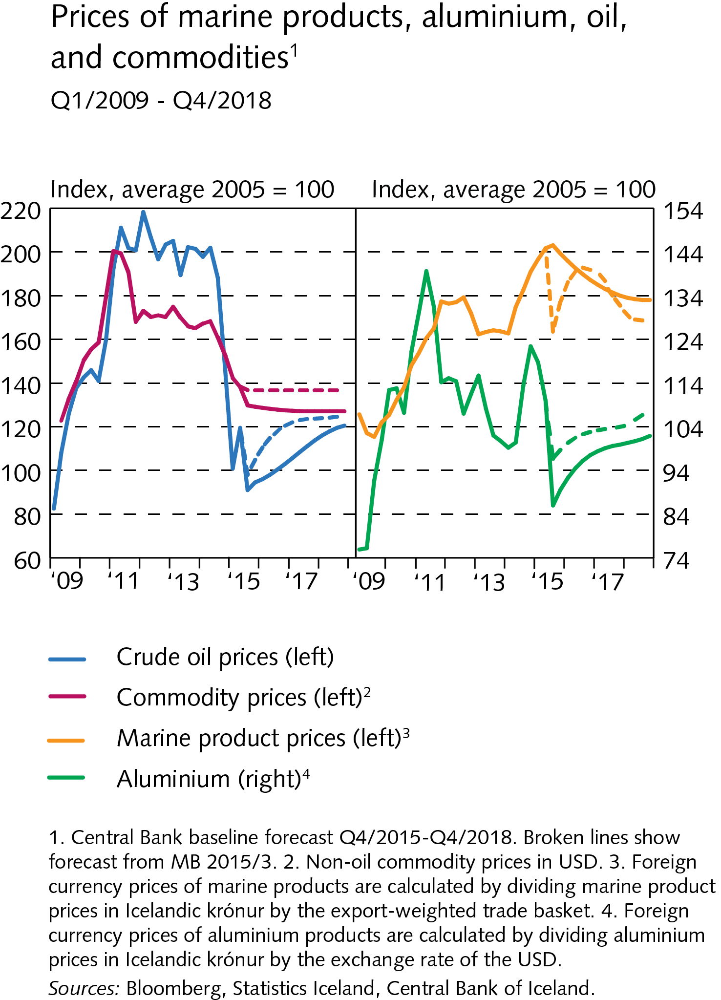 Prices of marine products, aluminium, oil,
and commodities¹
Q1/2009 - Q4/2018
Index, average 2005 = 100
Index, average 2005 = 100
220
200
180
160
140
120
100
80
60
154
144
134
124
114
104
94
84
74
‘09 ‘11 ‘13 ‘15 ‘17
‘09 ‘11 ‘13 ‘15 ‘17
Crude oil prices (left)
Commodity prices (left)²
Marine product prices (left)³
Aluminium (right)⁴
1. Central Bank baseline forecast Q4/2015-Q4/2018. Broken lines show
forecast from MB 2015/3. 2. Non-oil commodity prices in USD. 3. Foreign
currency prices of marine products are calculated by dividing marine product
prices in Icelandic krónur by the export-weighted trade basket. 4. Foreign
currency prices of aluminium products are calculated by dividing aluminium
prices in Icelandic krónur by the exchange rate of the USD.
Sources: Bloomberg, Statistics Iceland, Central Bank of Iceland.